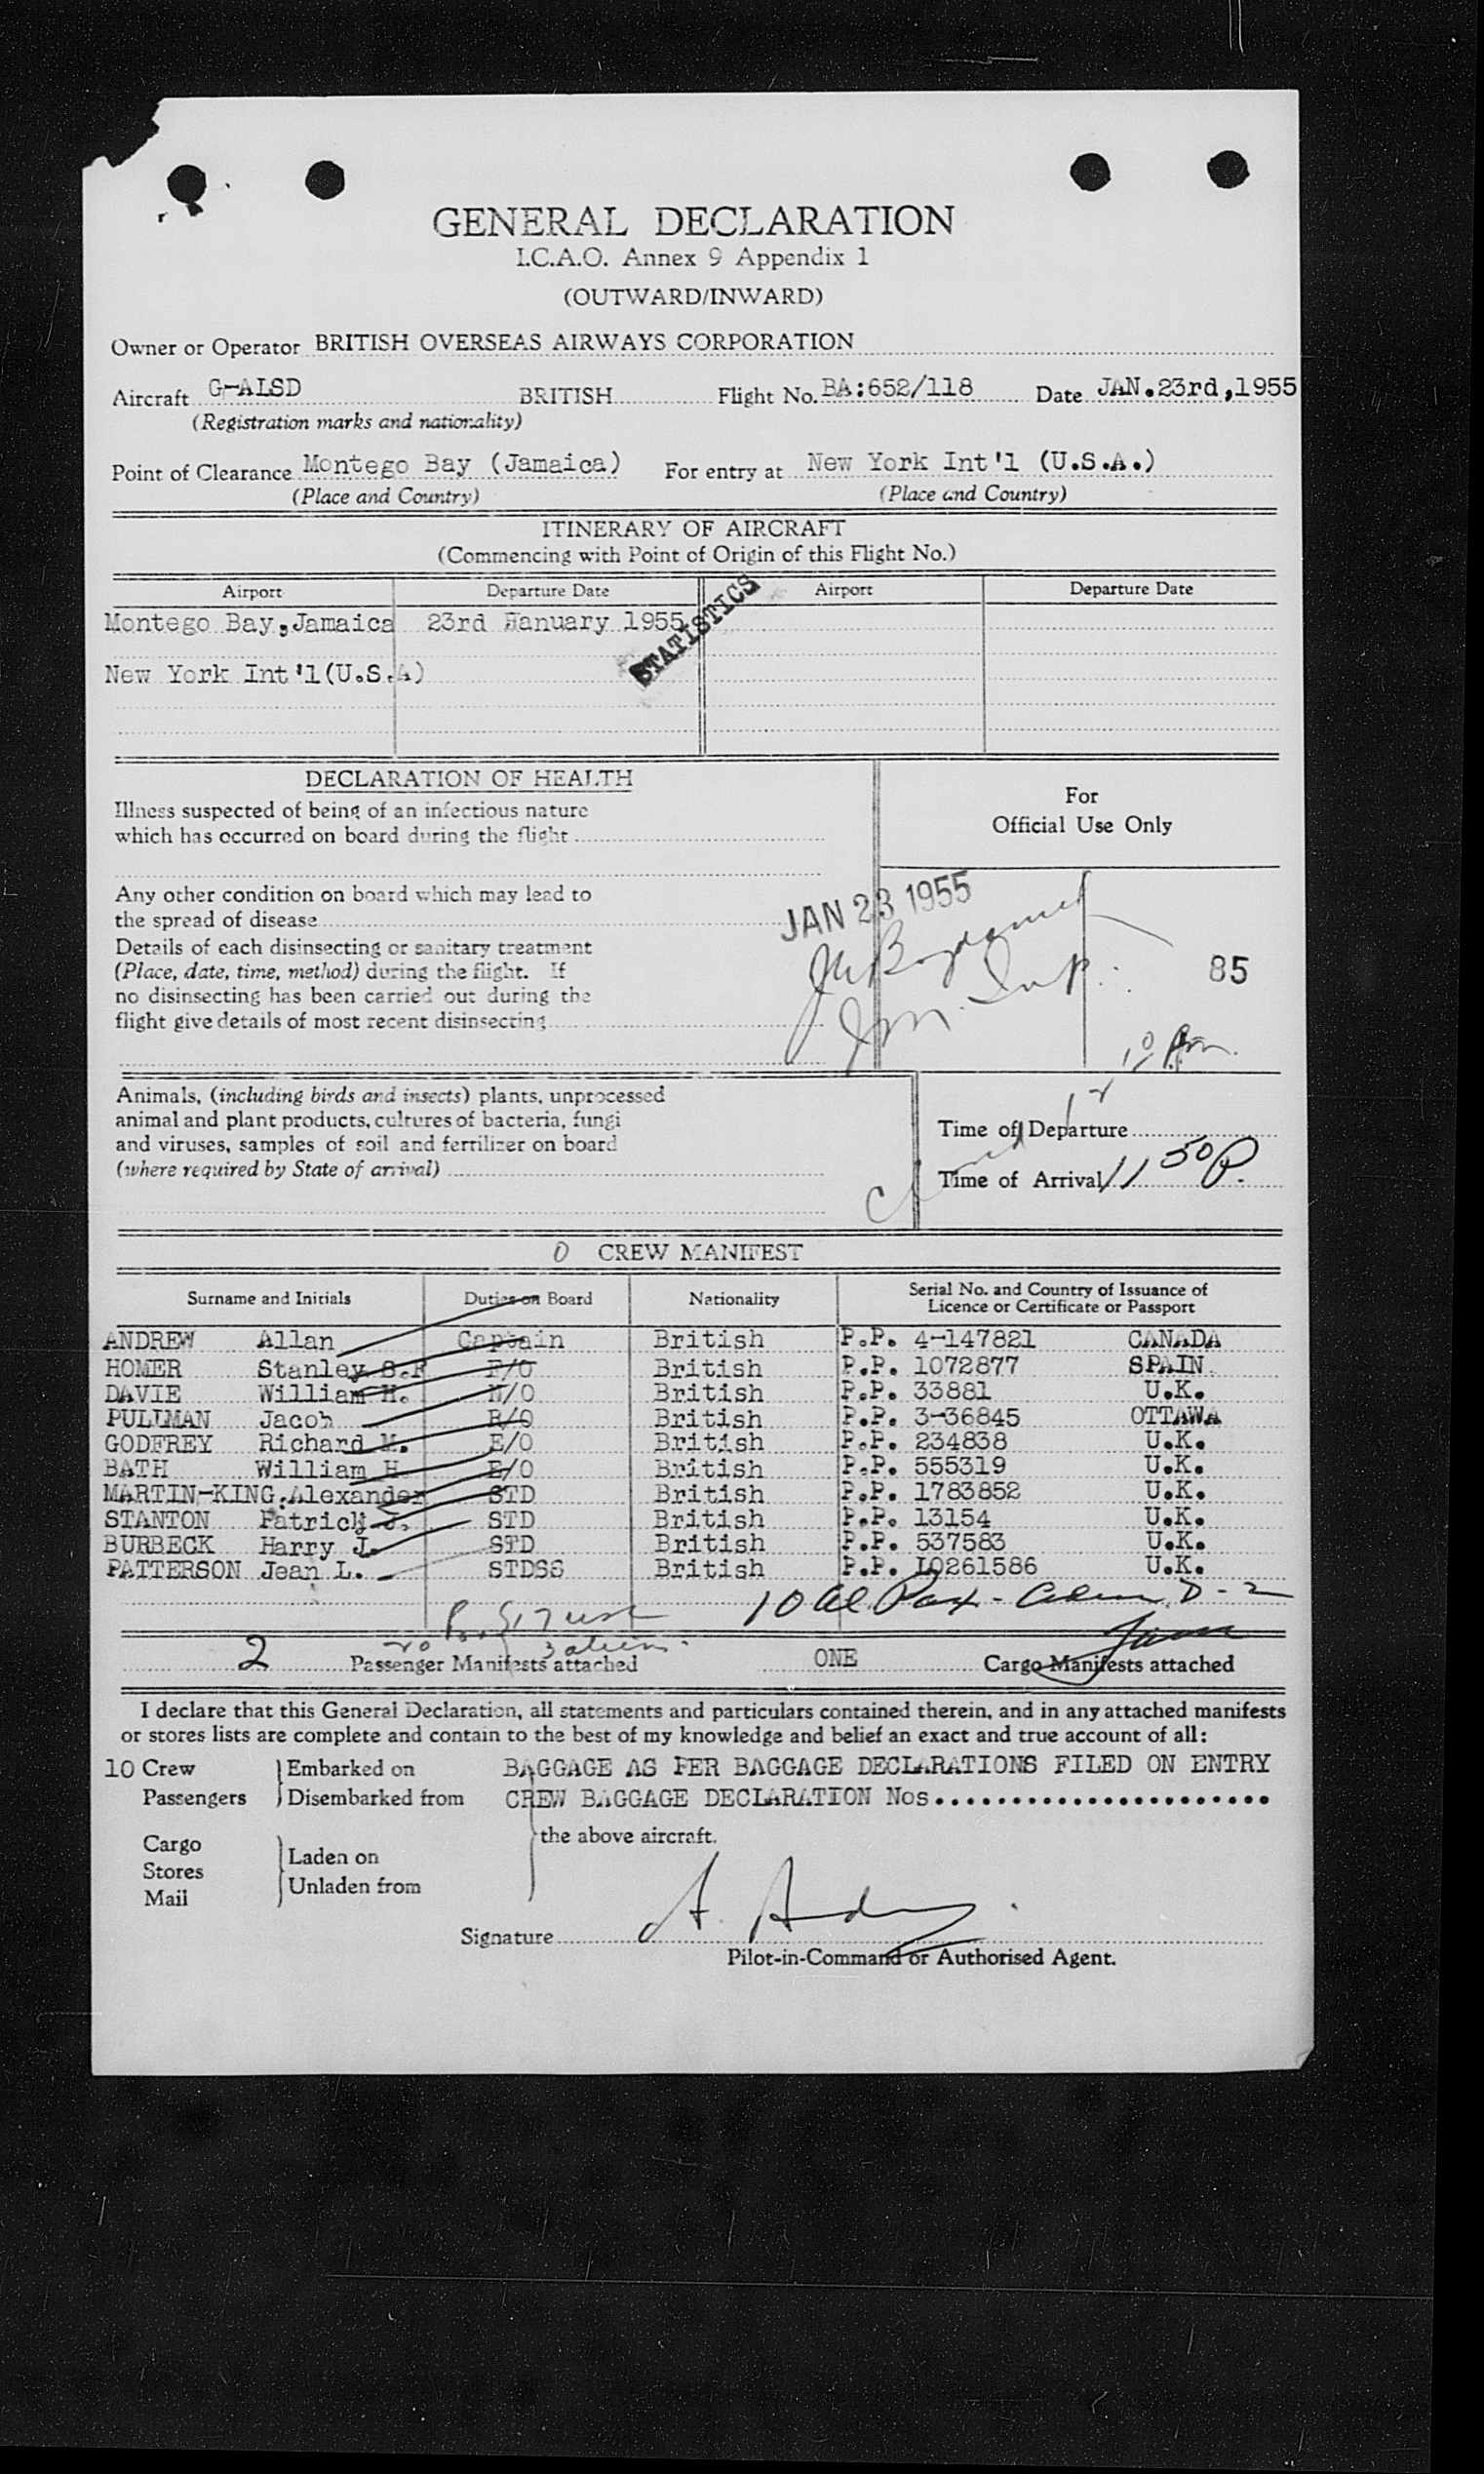 GENERAL DECLARATION
I.C.A.O. Annex 9 Appendix 1
(OUTWARD/INWARD)
Owner or Operator BRITISH OVERSEAS AIRWAYS CORPORATION
Aircraft G-ALSD BRITISH Flight No. BA:652/118 Date JAN.23rd,1955
(Registration marks and nationality)
Point of Clearance Montego Bay (Jamaica) For entry at New York Int'l (U.S.A.)
(Place and Country) (Place and Country)
ITINERARY OF AIRCRAFT
(Commencing with Point of Origin of this Flight No.)
Airport Departure Date Airport Departure Date
Montego Bay,Jamaica 23rd Hanuary 1955
STATISTICS
New York Int'l(U.S.A)
DECLARATION OF HEALTH
Illness suspected of being of an infectious nature
which has occurred on board during the flight
For
Official Use Only
Any other condition on board which may lead to
the spread of disease
JAN 23 1955
Details of each disinsecting or sanitary treatment
(Place, date, time, method) during the flight. If
no disinsecting has been carried out during the
flight give details of most recent disinsecting
85
Animals, (including birds and insects) plants, unprocessed
animal and plant products, cultures of bacteria, fungi
and viruses, samples of soil and fertilizer on board
(where required by State of arrival)
Time of Departure
Time of Arrival 11 50 P.
CREW MANIFEST
Surname and Initials Duties on Board Nationality Serial No. and Country of Issuance of Licence or Certificate or Passport
ANDREW Allan Captain British P.P. 4-147821 CANADA
HOMER Stanley S.F F/O British P.P. 1072877 SPAIN.
DAVIE William H. N/O British P.P. 33881 U.K.
PULLMAN Jacob R/O British P.P. 3-36845 OTTAWA
GODFREY Richard M. E/O British P.P. 234838 U.K.
BATH William H E/O British P.P. 555319 U.K.
MARTIN-KING.Alexander STD British P.P. 1783852 U.K.
STANTON Patrick J. STD British P.P. 13154 U.K.
BURBECK Harry J. STD British P.P. 537583 U.K.
PATTERSON Jean L. STDSS British P.P. LO261586 U.K.
2 Passenger Manifests attached ONE Cargo Manifests attached
I declare that this General Declaration, all statements and particulars contained therein, and in any attached manifests
or stores lists are complete and contain to the best of my knowledge and belief an exact and true account of all:
10 Crew Embarked on BAGGAGE AS PER BAGGAGE DECLARATIONS FILED ON ENTRY
Passengers Disembarked from CREW BAGGAGE DECLARATION Nos......................
the above aircraft.
Cargo
Stores
Mail
Laden on
Unladen from
Signature
Pilot-in-Command or Authorised Agent.